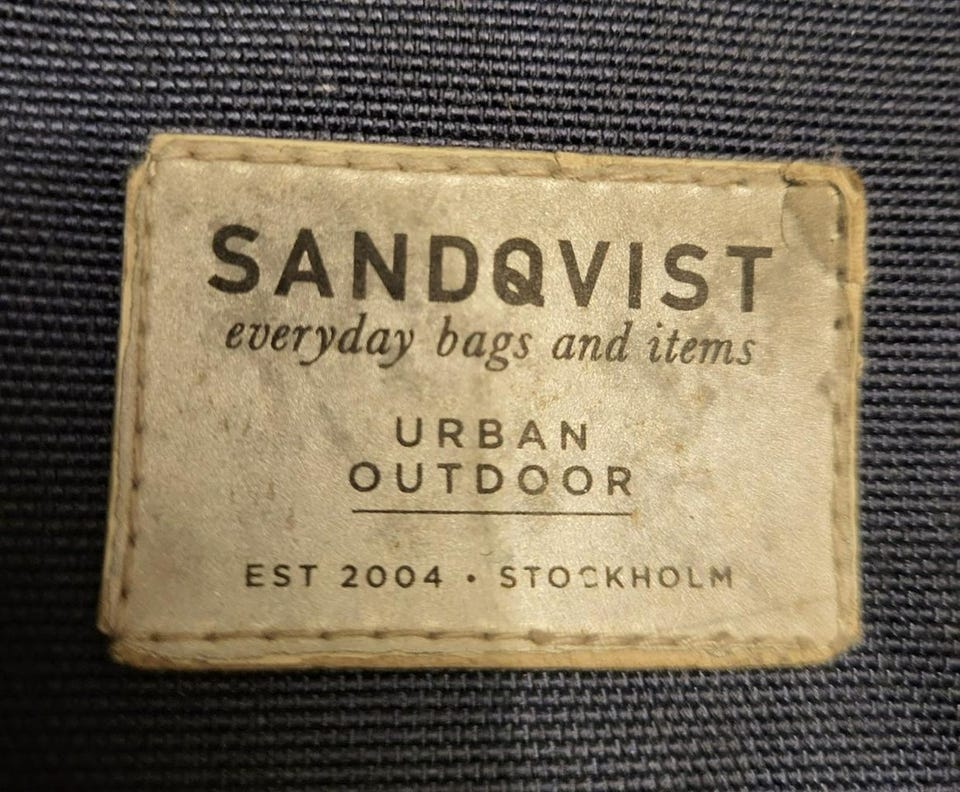 SANDQVIST
everyday bags and items
URBAN
OUTDOOR
EST 2004 • STOCKHOLM